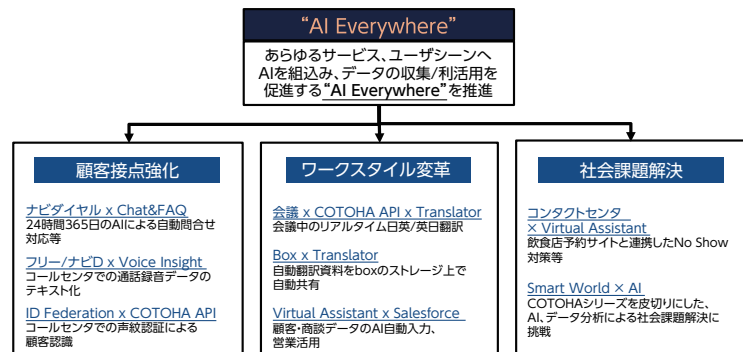 “AI Everywhere”
あらゆるサービス、ユーザシーンへ
AIを組込み、データの収集/利活用を
促進する“AI Everywhere”を推進
顧客接点強化
ナビダイヤル x Chat&FAQ
24時間365日のAIによる自動問合せ
対応等
フリー/ナビD x Voice Insight
コールセンタでの通話録音データの
テキスト化
ID Federation x COTOHA API
コールセンタでの声紋認証による
顧客認識
ワークスタイル変革
会議 x COTOHA API x Translator
会議中のリアルタイム日英/英日翻訳
Box x Translator
自動翻訳資料をboxのストレージ上で
自動共有
Virtual Assistant x Salesforce
顧客・商談データのAI自動入力、
営業活用
社会課題解決
コンタクトセンタ
× Virtual Assistant
飲食店予約サイトと連携したNo Show
対策等
Smart World × AI
COTOHAシリーズを皮切りにした、
AI、データ分析による社会課題解決に
挑戦